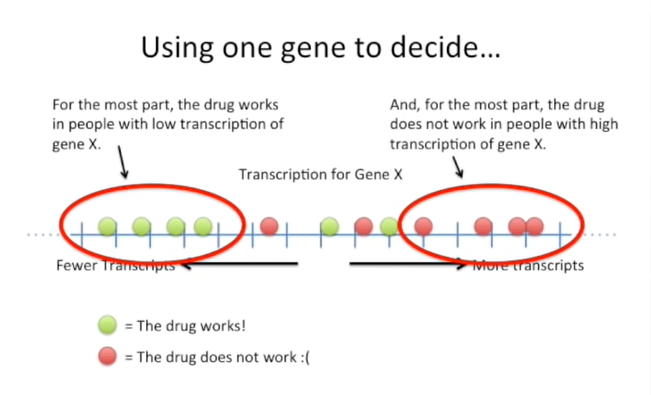 Using one gene to decide...
For the most part, the drug works
in people with low transcription of
gene X.
And, for the most part, the drug
does not work in people with high
transcription of gene X.
Transcription for Gene X
Fewer Transcripts
More transcripts
= The drug works!
= The drug does not work :(